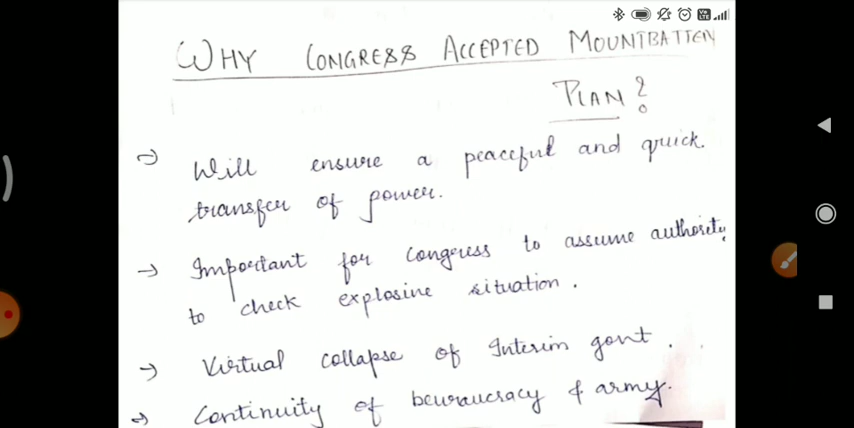 WHY CONGRESS ACCEPTED MOUNTBATTEN
PLAN?
→ Will ensure a peaceful and quick
transfer of power.
→ Important for Congress to assume authority
to check explosine situation.
→ Virtual collapse of Interim govt.
→ Continuity of beuraucracy & army.